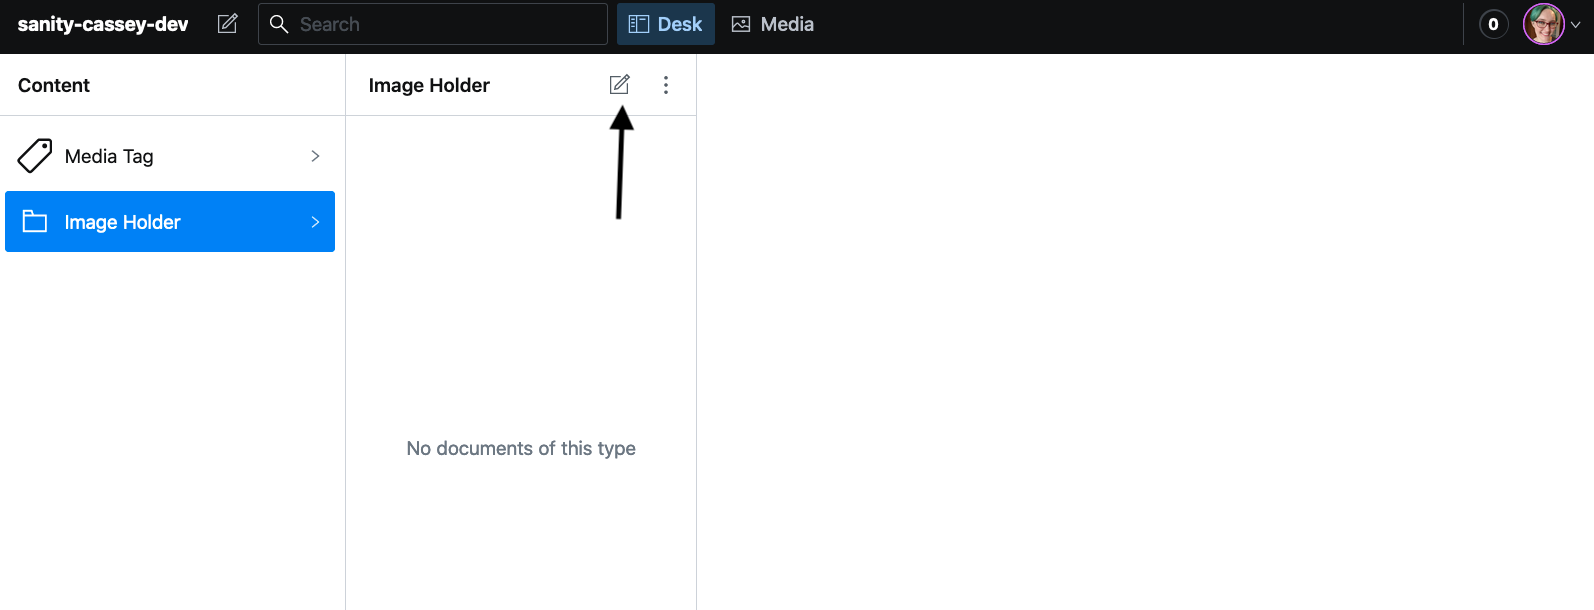 sanity-cassey-dev Search Desk Media 0
Content
Image Holder
Media Tag
Image Holder
No documents of this type